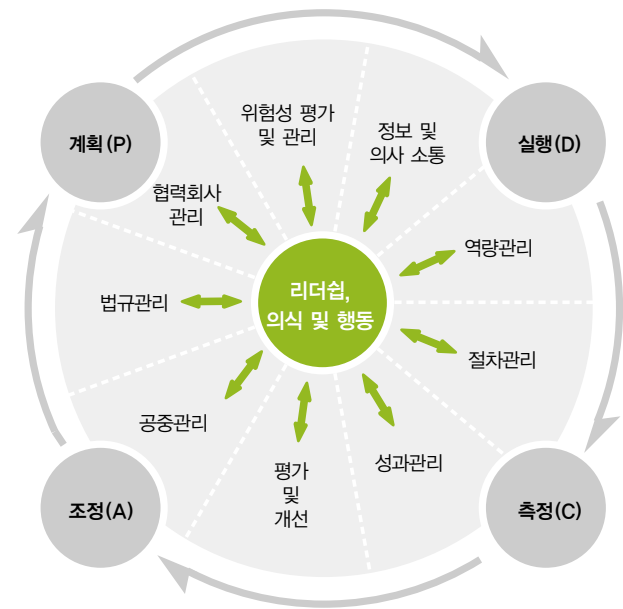 계획(P)
실행(D)
측정(C)
조정(A)
위험성 평가
및 관리
정보 및
의사 소통
역량관리
절차관리
성과관리
평가
및
개선
공중관리
법규관리
협력회사
관리
리더쉽,
의식 및 행동